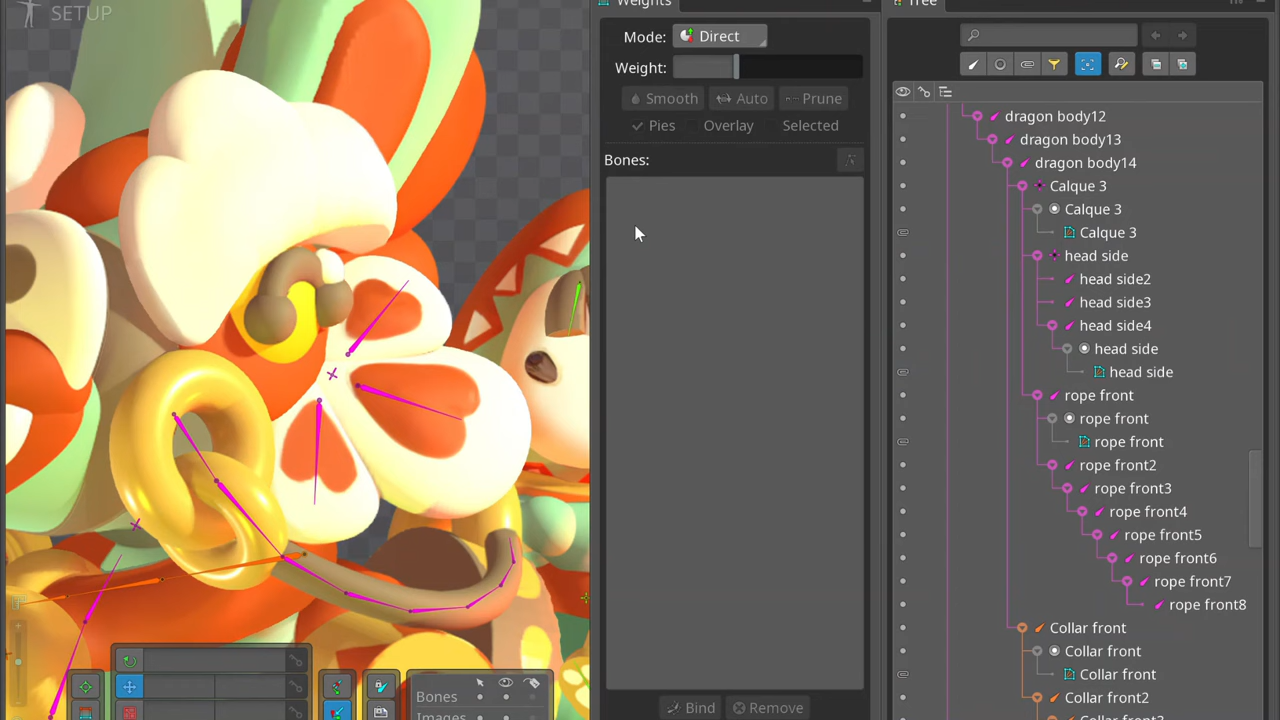 SETUP
Weights
Tree
Mode: Direct
Weight:
Smooth Auto Prune
Pies Overlay Selected
Bones:
Bind Remove
dragon body12
dragon body13
dragon body14
Calque 3
Calque 3
Calque 3
head side
head side2
head side3
head side4
head side
head side
rope front
rope front
rope front
rope front2
rope front3
rope front4
rope front5
rope front6
rope front7
rope front8
Collar front
Collar front
Collar front
Collar front2
Collar front3
Bones
Images